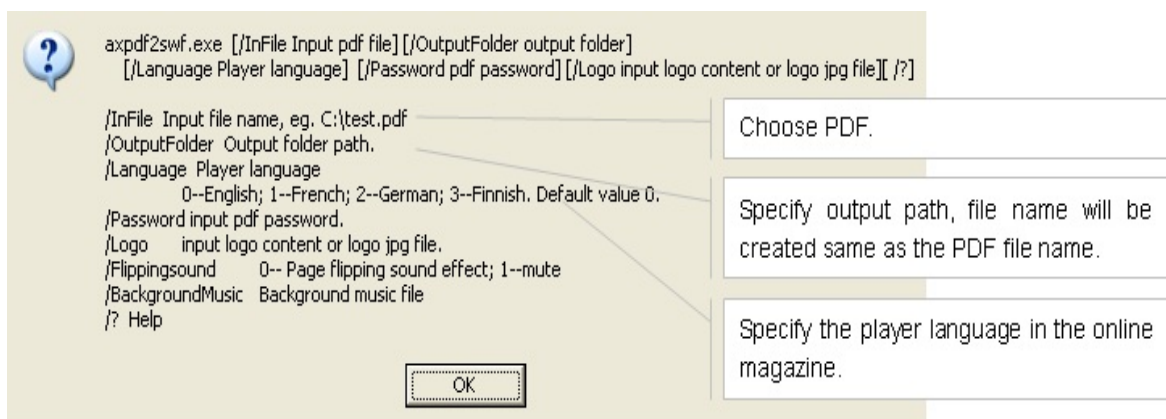 axpdf2swf.exe [/InFile Input pdf file] [/OutputFolder output folder]
[/Language Player language] [/Password pdf password] [/Logo input logo content or logo jpg file][ /?]
/InFile Input file name, eg. C:\test.pdf
/OutputFolder Output folder path.
/Language Player language
0--English; 1--French; 2--German; 3--Finnish. Default value 0.
/Password input pdf password.
/Logo input logo content or logo jpg file.
/Flippingsound 0-- Page flipping sound effect; 1--mute
/BackgroundMusic Background music file
/? Help
OK
Choose PDF.
Specify output path, file name will be
created same as the PDF file name.
Specify the player language in the online
magazine.